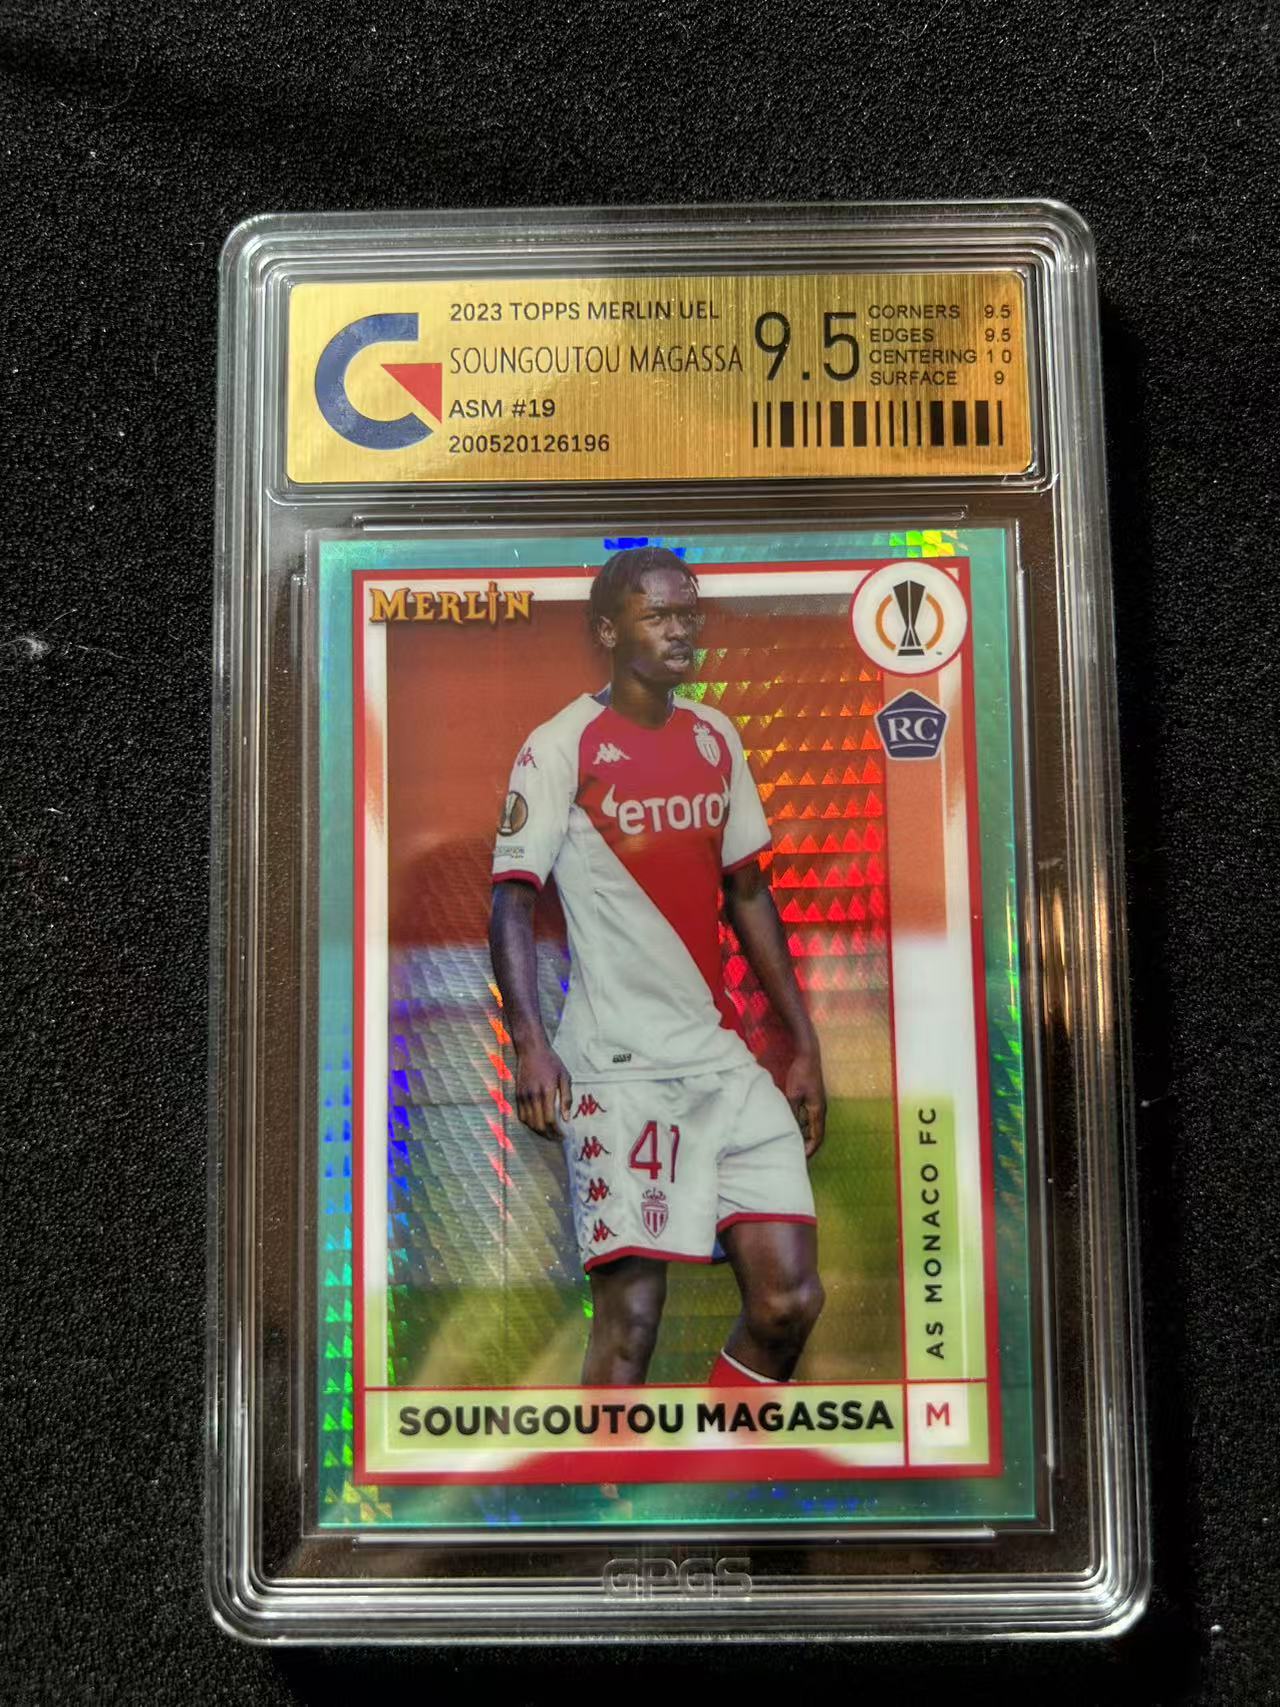 2023 TOPPS MERLIN UEL
SOUNGOUTOU MAGASSA
ASM #19
200520126196
9.5
CORNERS 9.5
EDGES 9.5
CENTERING 10
SURFACE 9
MERLIN
RC
eToro
41
AS MONACO FC
SOUNGOUTOU MAGASSA
M
GPGS